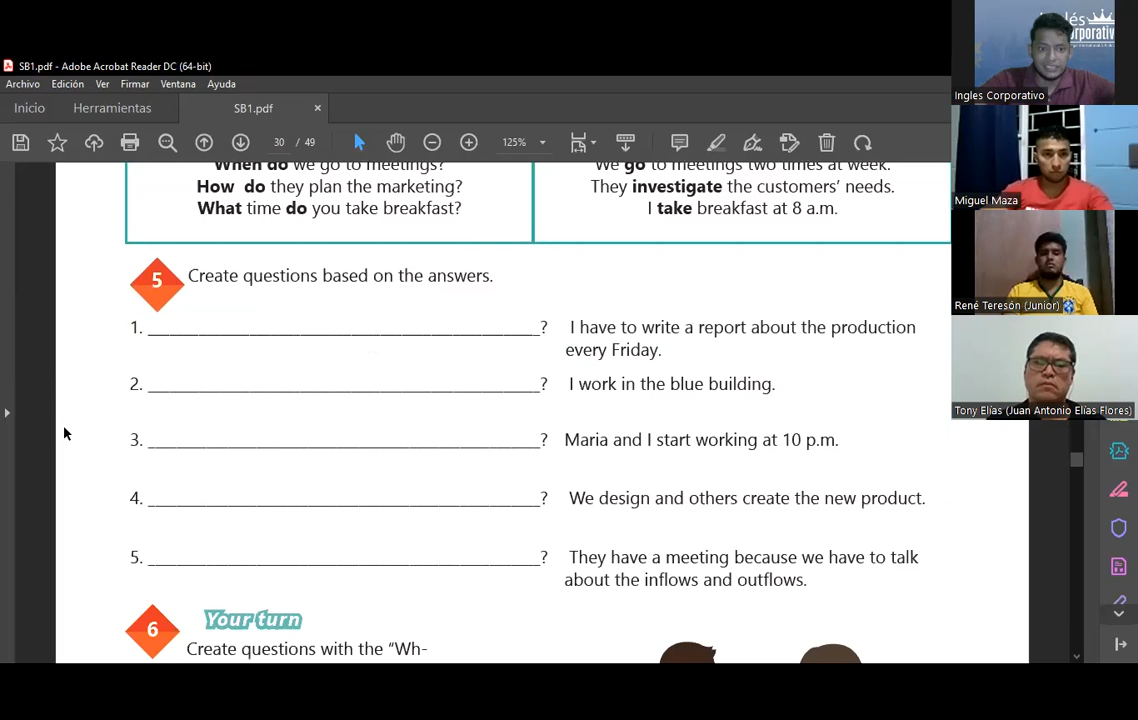 SB1.pdf - Adobe Acrobat Reader DC (64-bit)
Archivo Edición Ver Firmar Ventana Ayuda
Inicio Herramientas SB1.pdf ×
30 / 49 125%
When do we go to meetings? We go to meetings two times at week.
How do they plan the marketing? They investigate the customers' needs.
What time do you take breakfast? I take breakfast at 8 a.m.
5 Create questions based on the answers.
1. ? I have to write a report about the production
every Friday.
2. ? I work in the blue building.
3. ? Maria and I start working at 10 p.m.
4. ? We design and others create the new product.
5. ? They have a meeting because we have to talk
about the inflows and outflows.
6 Your turn
Create questions with the "Wh-
Ingles Corporativo
Miguel Maza
René Teresón (Junior)
Tony Elías (Juan Antonio Elías Flores)